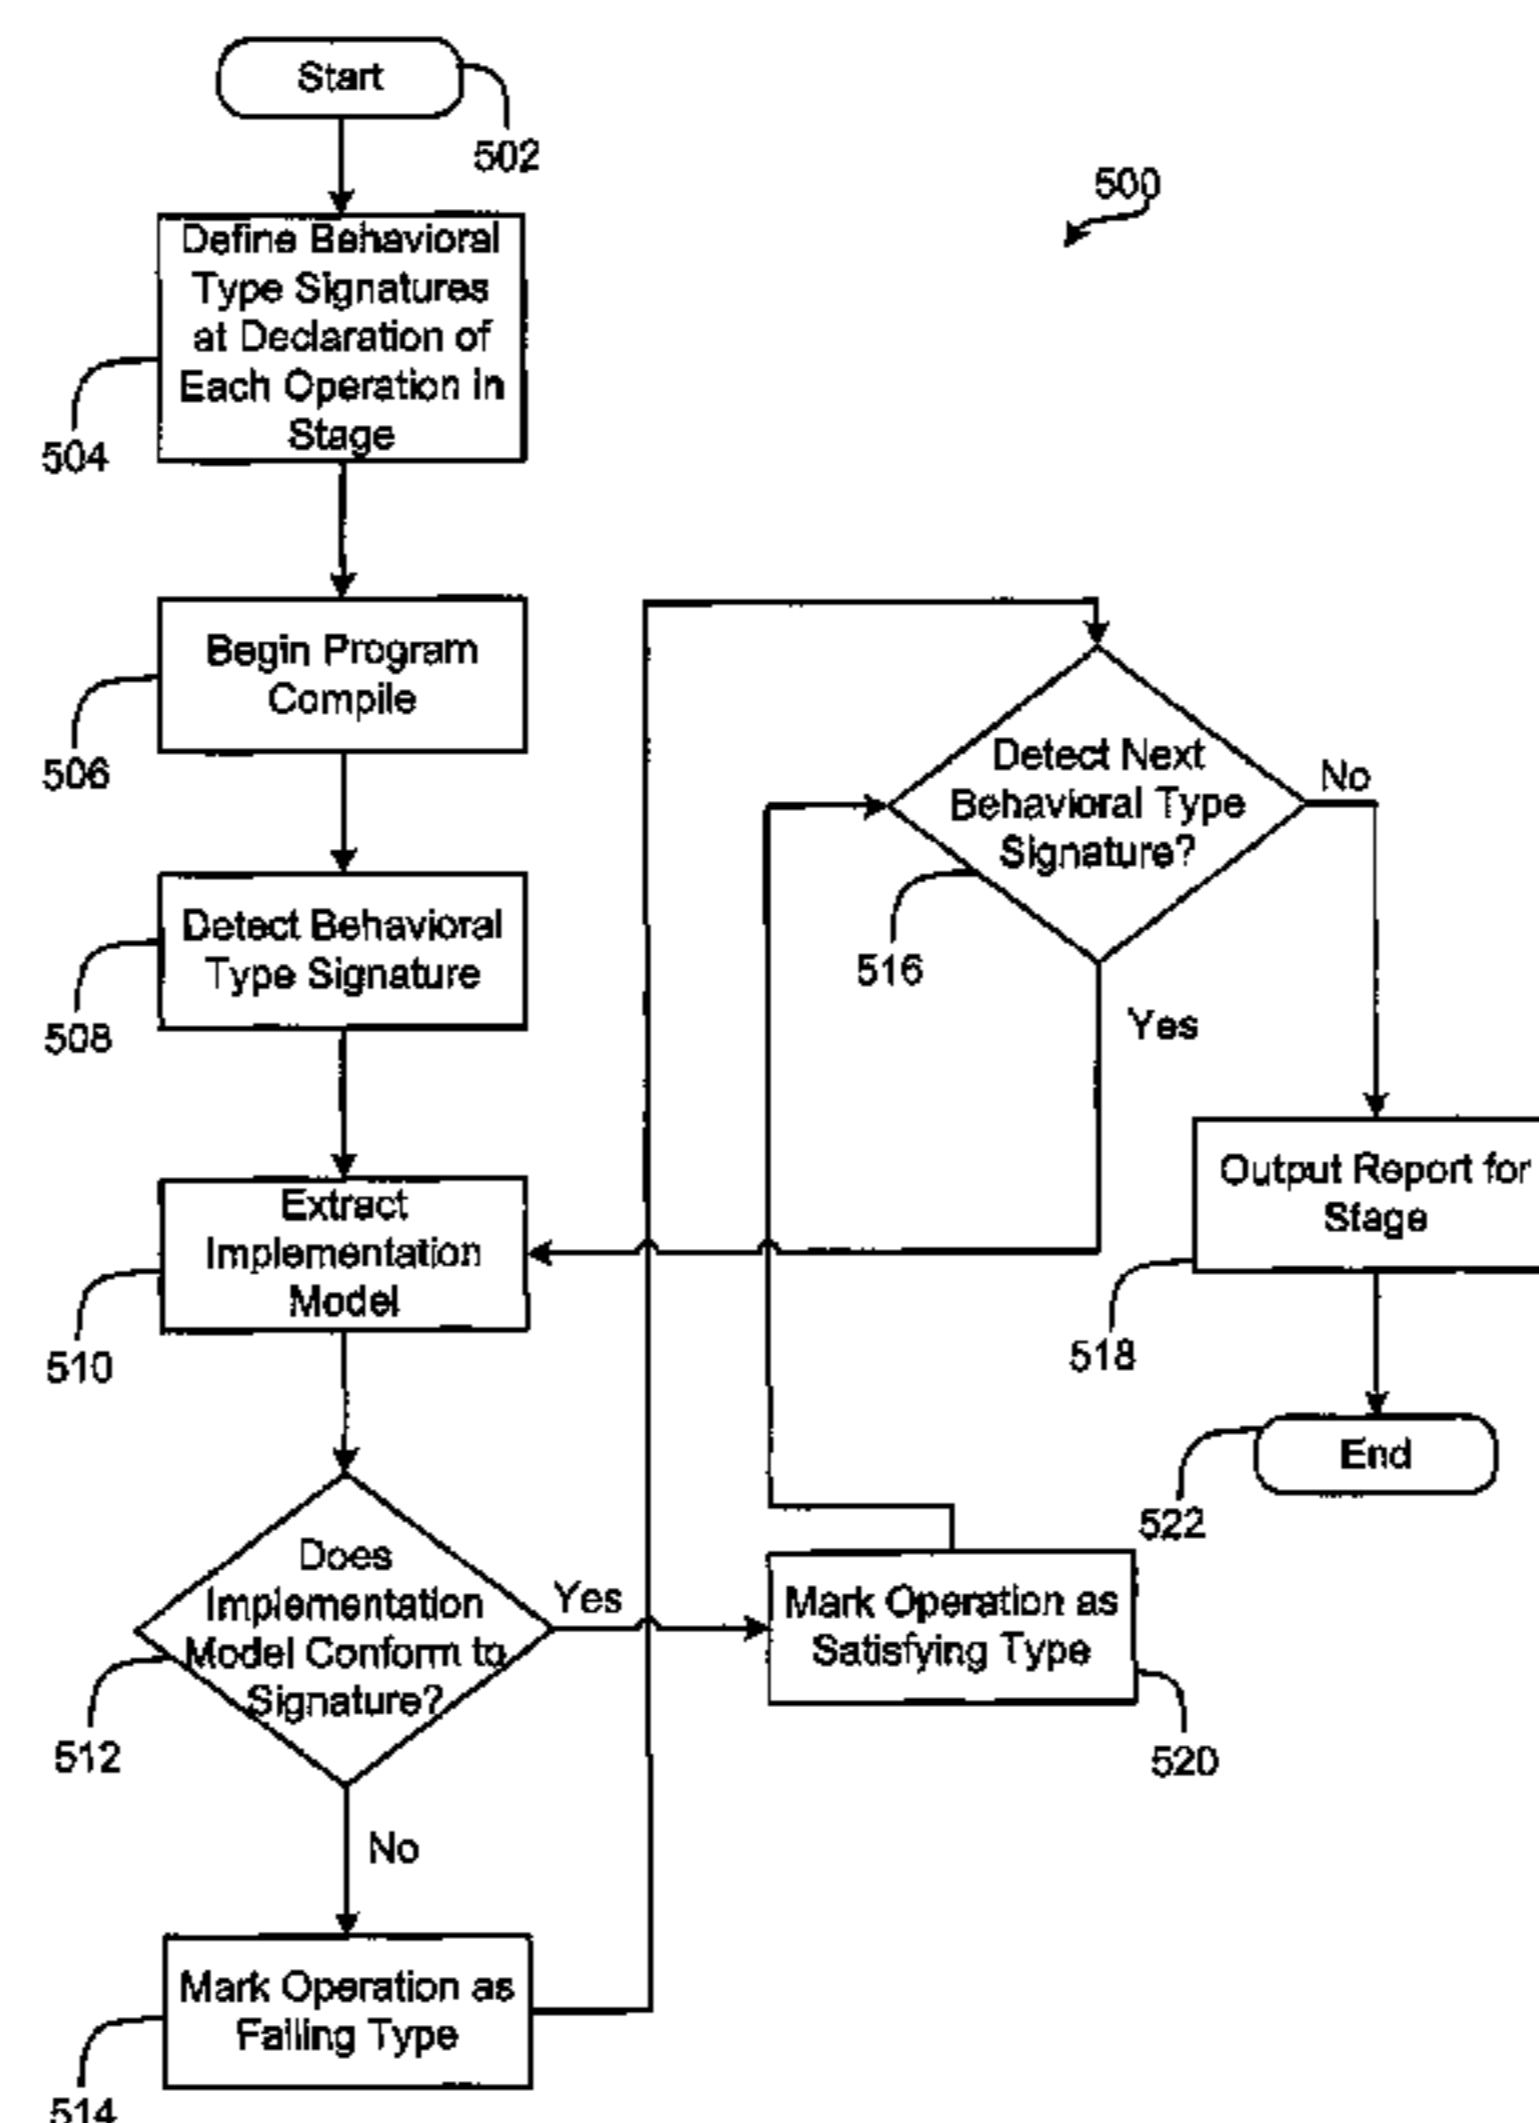 Start
502
500
Define Behavioral
Type Signatures
at Declaration of
Each Operation in
Stage
504
Begin Program
Compile
506
Detect Next
Behavioral Type
Signature?
No
516
Yes
Detect Behavioral
Type Signature
508
Output Report for
Stage
518
Extract
Implementation
Model
510
End
522
Does
Implementation
Model Conform to
Signature?
Yes
512
No
Mark Operation as
Satisfying Type
520
Mark Operation as
Failing Type
514